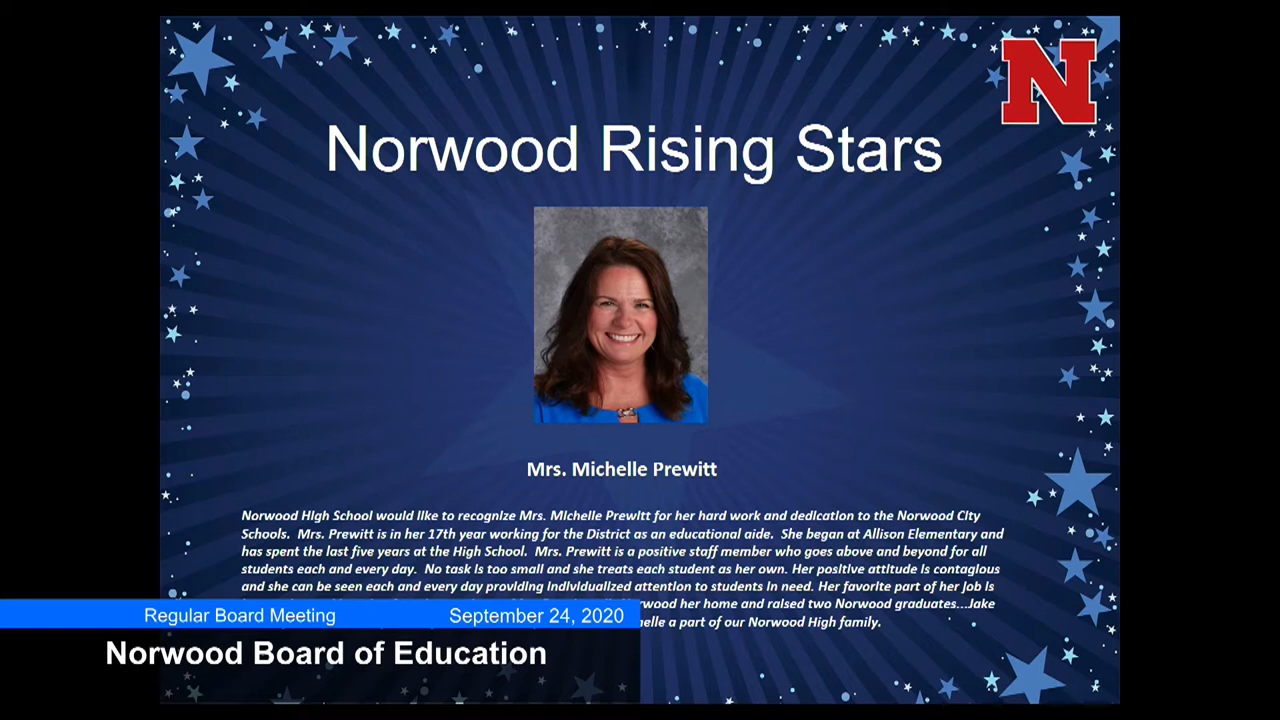 N
Norwood Rising Stars
Mrs. Michelle Prewitt
Norwood High School would like to recognize Mrs. Michelle Prewitt for her hard work and dedication to the Norwood City
Schools. Mrs. Prewitt is in her 17th year working for the District as an educational aide. She began at Allison Elementary and
has spent the last five years at the High School. Mrs. Prewitt is a positive staff member who goes above and beyond for all
students each and every day. No task is too small and she treats each student as her own. Her positive attitude is contagious
and she can be seen each and every day providing individualized attention to students in need. Her favorite part of her job is
her home and raised two Norwood graduates...Jake
a part of our Norwood High family.
Regular Board Meeting September 24, 2020
Norwood Board of Education